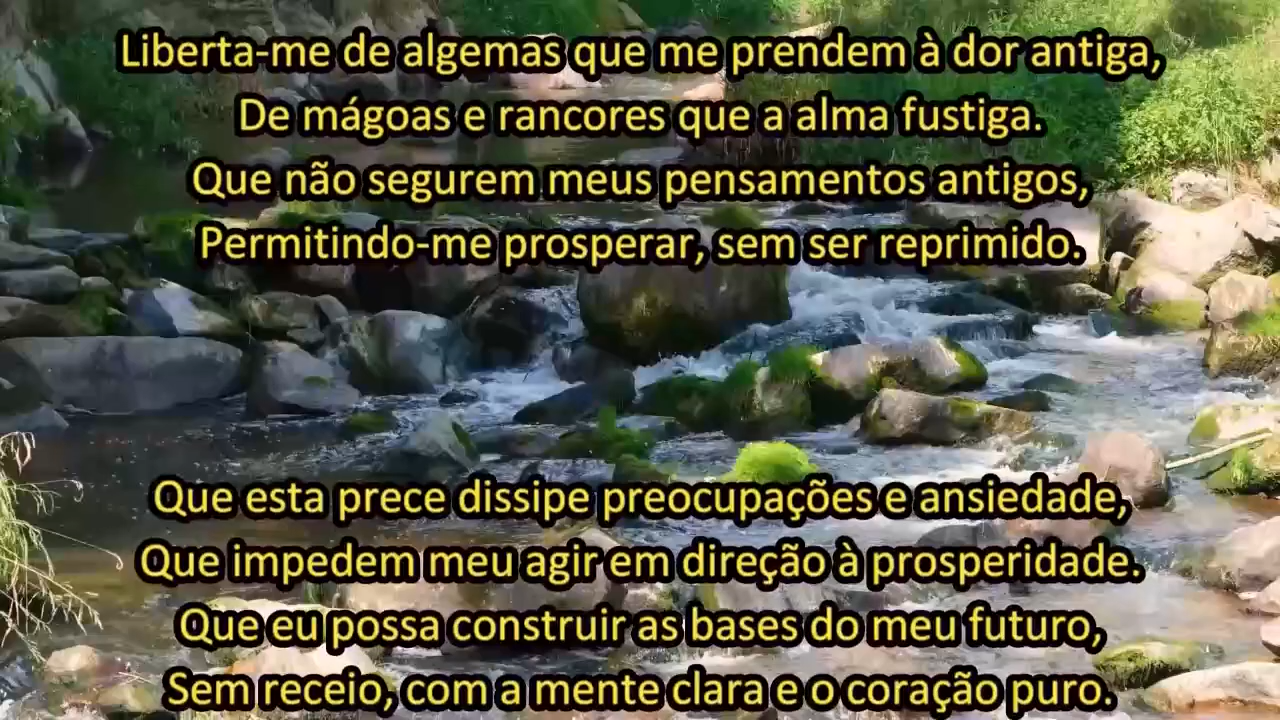 Liberta-me de algemas que me prendem à dor antiga,
De mágoas e rancores que a alma fustiga.
Que não segurem meus pensamentos antigos,
Permitindo-me prosperar, sem ser reprimido.
Que esta prece dissipe preocupações e ansiedade,
Que impedem meu agir em direção à prosperidade.
Que eu possa construir as bases do meu futuro,
Sem receio, com a mente clara e o coração puro.